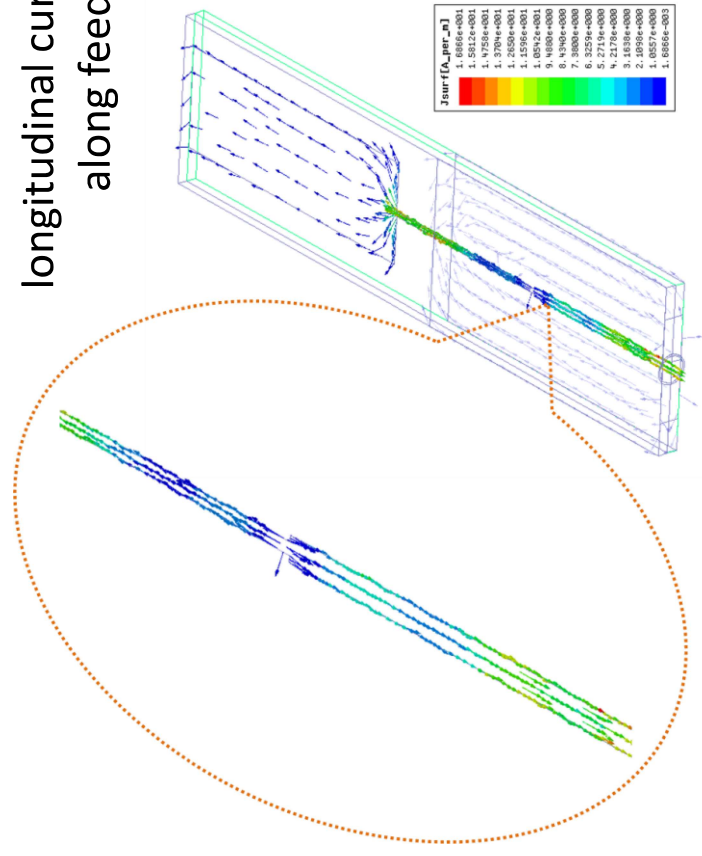 longitudinal cur
along feed
Jsurf[A_per_m]
1.6866e+001
1.5812e+001
1.4758e+001
1.3704e+001
1.2650e+001
1.1596e+001
1.0542e+001
9.4880e+000
8.4340e+000
7.3800e+000
6.3259e+000
5.2719e+000
4.2178e+000
3.1638e+000
2.1098e+000
1.0557e+000
1.6866e-003